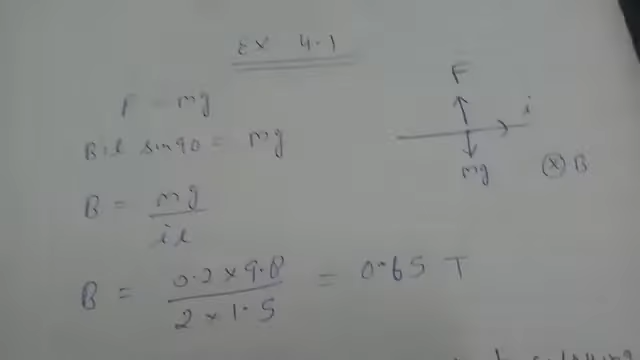 Ex 4.1
F = mg
Bil sin90 = mg
B = mg / il
B = 0.2 × 9.8 / 2 × 1.5 = 0.65 T
F
i
mg
ⓧ B